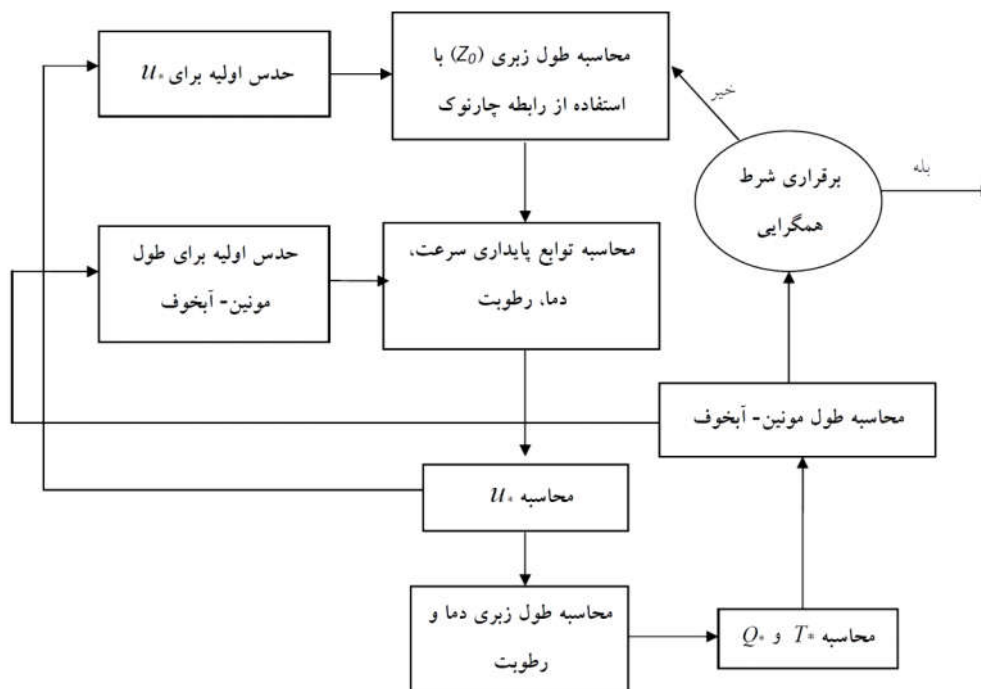 حدس اولیه برای u*
محاسبه طول زبری (Z0) با
استفاده از رابطه چارنوک
خیر
بله
برقراری شرط
همگرایی
حدس اولیه برای طول
مونین- آبخوف
محاسبه توابع پایداری سرعت،
دما، رطوبت
محاسبه طول مونین- آبخوف
محاسبه u*
محاسبه طول زبری دما و
رطوبت
محاسبه T* و Q*